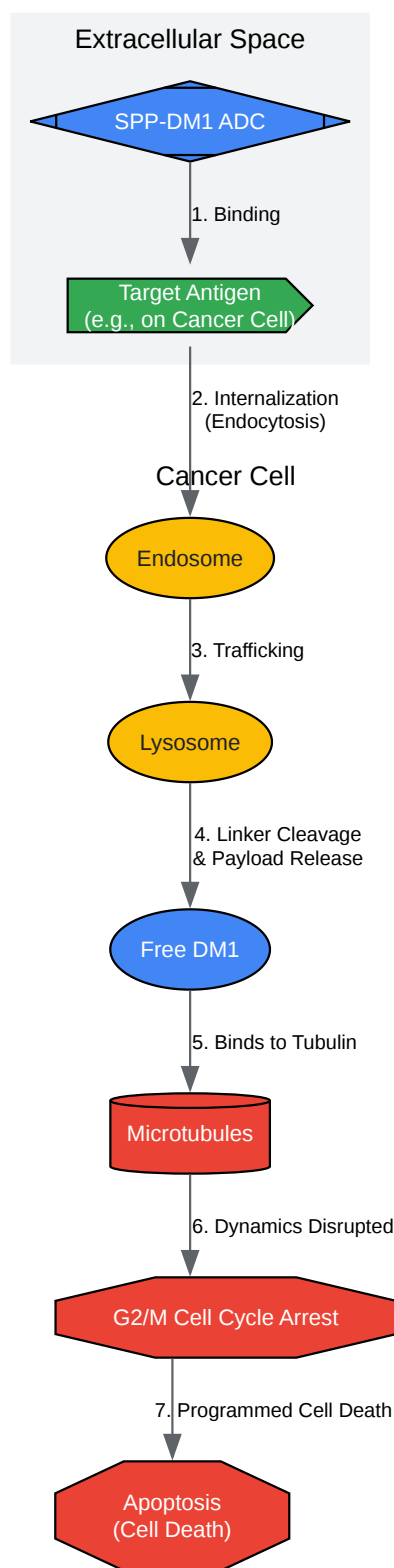 Extracellular Space
SPP-DM1 ADC
1. Binding
Target Antigen
(e.g., on Cancer Cell)
2. Internalization
(Endocytosis)
Cancer Cell
Endosome
3. Trafficking
Lysosome
4. Linker Cleavage
& Payload Release
Free DM1
5. Binds to Tubulin
Microtubules
6. Dynamics Disrupted
G2/M Cell Cycle Arrest
7. Programmed Cell Death
Apoptosis
(Cell Death)